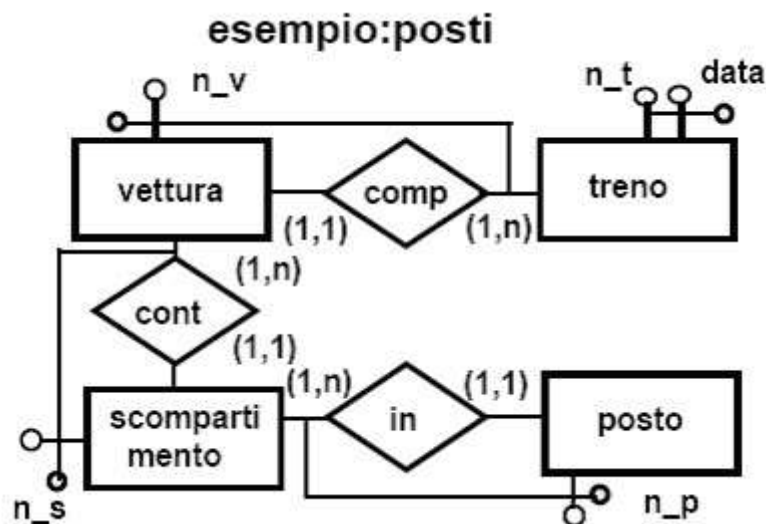 esempio:posti
n_v
n_t
data
vettura
comp
treno
(1,1)
(1,n)
(1,n)
cont
(1,1)
(1,n)
(1,1)
scomparti
mento
in
posto
n_s
n_p